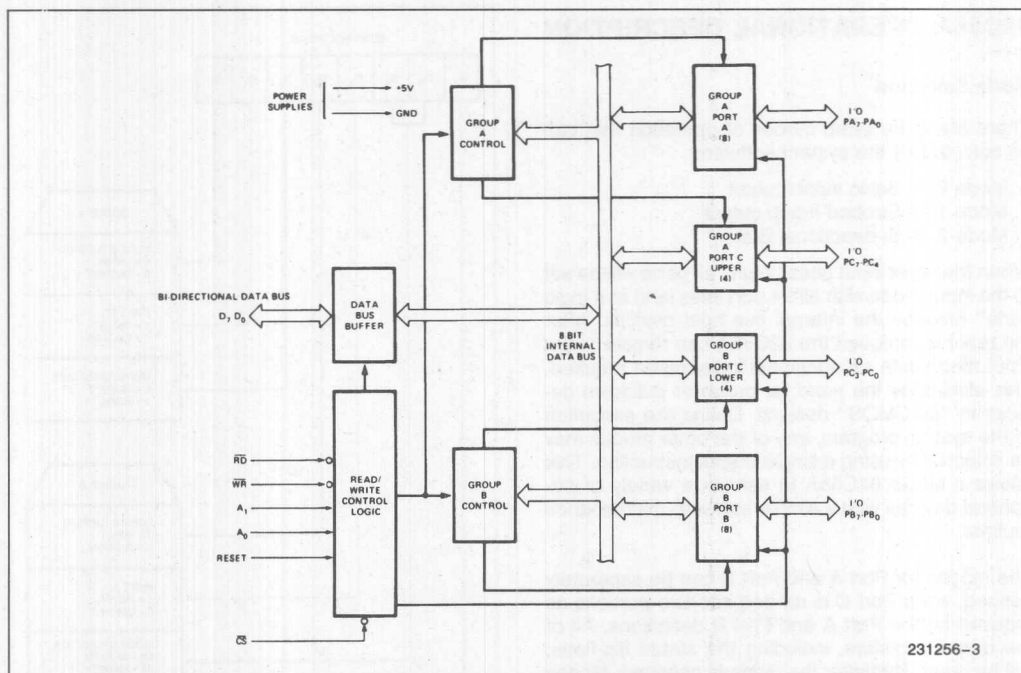 POWER
SUPPLIES
+5V
GND
GROUP
A
CONTROL
GROUP
A
PORT
A
(8)
I/O
PA7-PA0
GROUP
A
PORT C
UPPER
(4)
I/O
PC7-PC4
BI-DIRECTIONAL DATA BUS
D7-D0
DATA
BUS
BUFFER
8 BIT
INTERNAL
DATA BUS
GROUP
B
PORT C
LOWER
(4)
I/O
PC3-PC0
RD
WR
A1
A0
RESET
CS
READ/
WRITE
CONTROL
LOGIC
GROUP
B
CONTROL
GROUP
B
PORT
B
(8)
I/O
PB7-PB0
231256-3